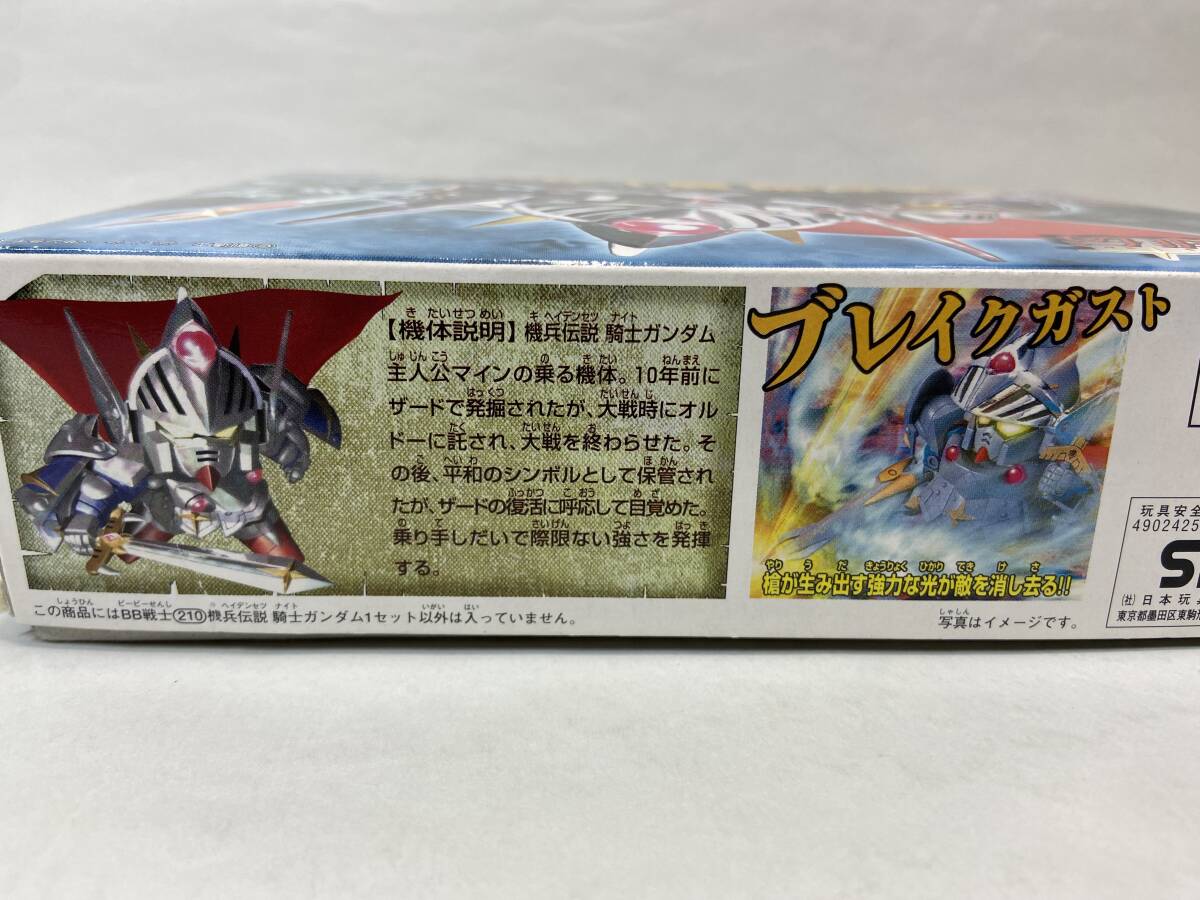 【機体説明】機兵伝説 騎士ガンダム
主人公マインの乗る機体。10年前に
ザードで発掘されたが、大戦時にオル
ドーに託され、大戦を終わらせた。そ
の後、平和のシンボルとして保管され
たが、ザードの復活に呼応して目覚めた。
乗り手しだいで際限ない強さを発揮
する。
この商品にはBB戦士210機兵伝説 騎士ガンダム1セット以外は入っていません。
ブレイクガスト
槍が生み出す強力な光が敵を消し去る!!
写真はイメージです。
玩具安全
4902425
(社)日本玩具
東京都墨田区東駒